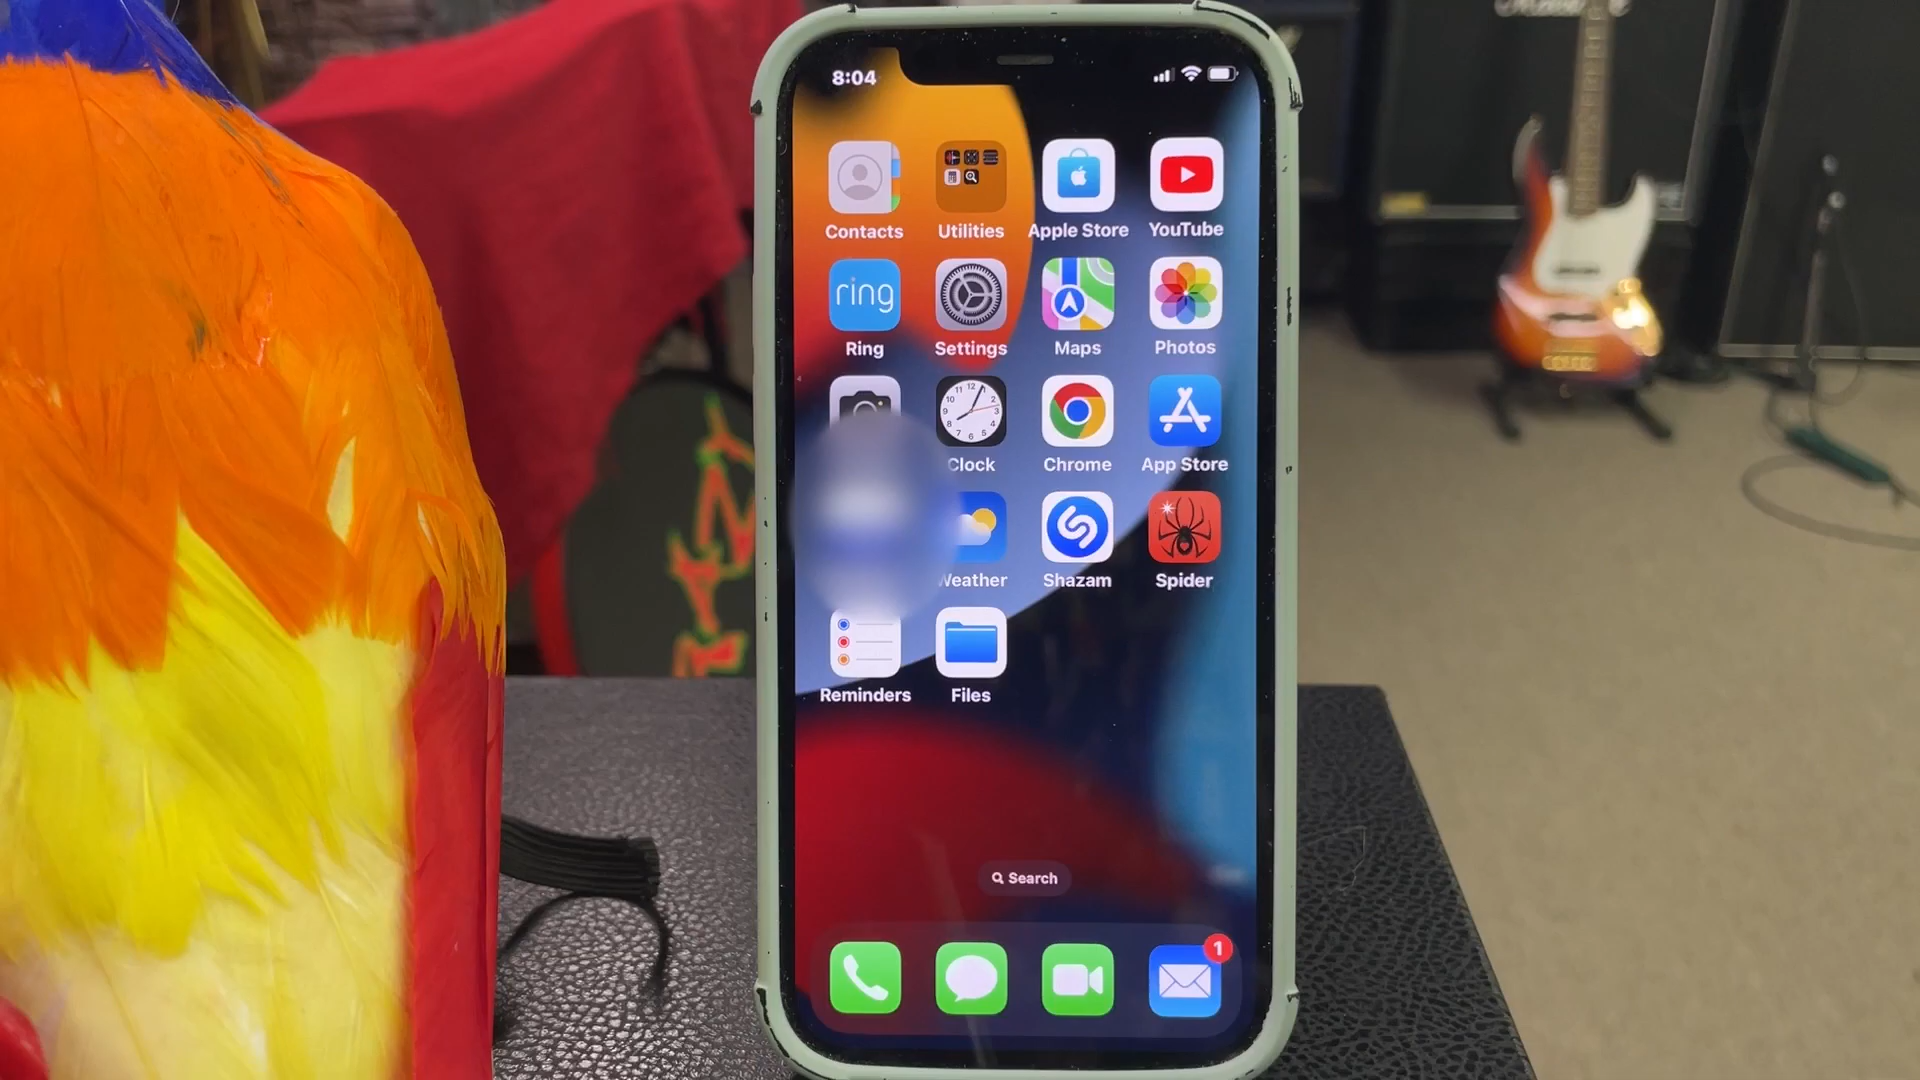 8:04
Contacts Utilities Apple Store YouTube
ring
Ring Settings Maps Photos
Clock Chrome App Store
Weather Shazam Spider
Reminders Files
Search
1